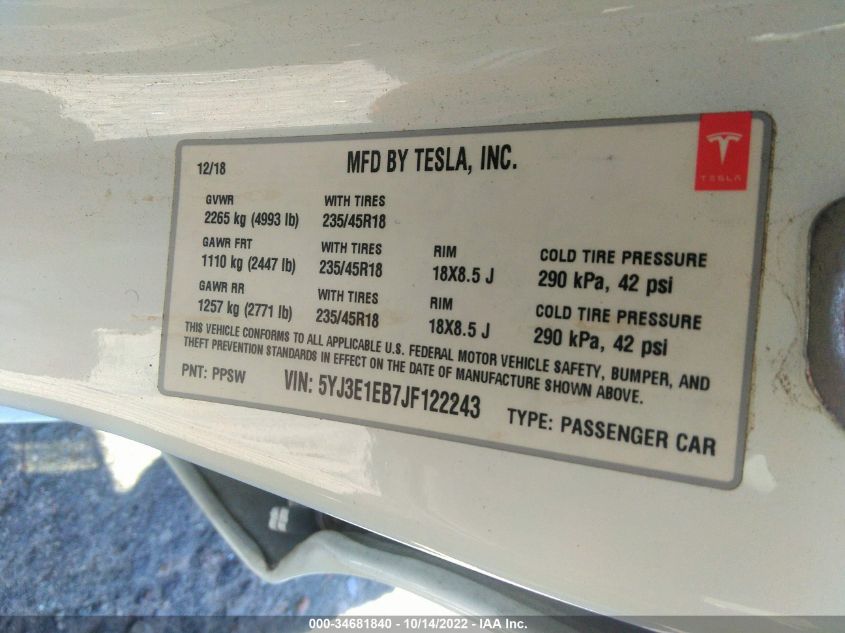 12/18
MFD BY TESLA, INC.
TESLA
GVWR WITH TIRES
2265 kg (4993 lb) 235/45R18
GAWR FRT WITH TIRES RIM COLD TIRE PRESSURE
1110 kg (2447 lb) 235/45R18 18X8.5 J 290 kPa, 42 psi
GAWR RR WITH TIRES RIM COLD TIRE PRESSURE
1257 kg (2771 lb) 235/45R18 18X8.5 J 290 kPa, 42 psi
THIS VEHICLE CONFORMS TO ALL APPLICABLE U.S. FEDERAL MOTOR VEHICLE SAFETY, BUMPER, AND
THEFT PREVENTION STANDARDS IN EFFECT ON THE DATE OF MANUFACTURE SHOWN ABOVE.
PNT: PPSW VIN: 5YJ3E1EB7JF122243 TYPE: PASSENGER CAR
000-34681840 - 10/14/2022 - IAA Inc.